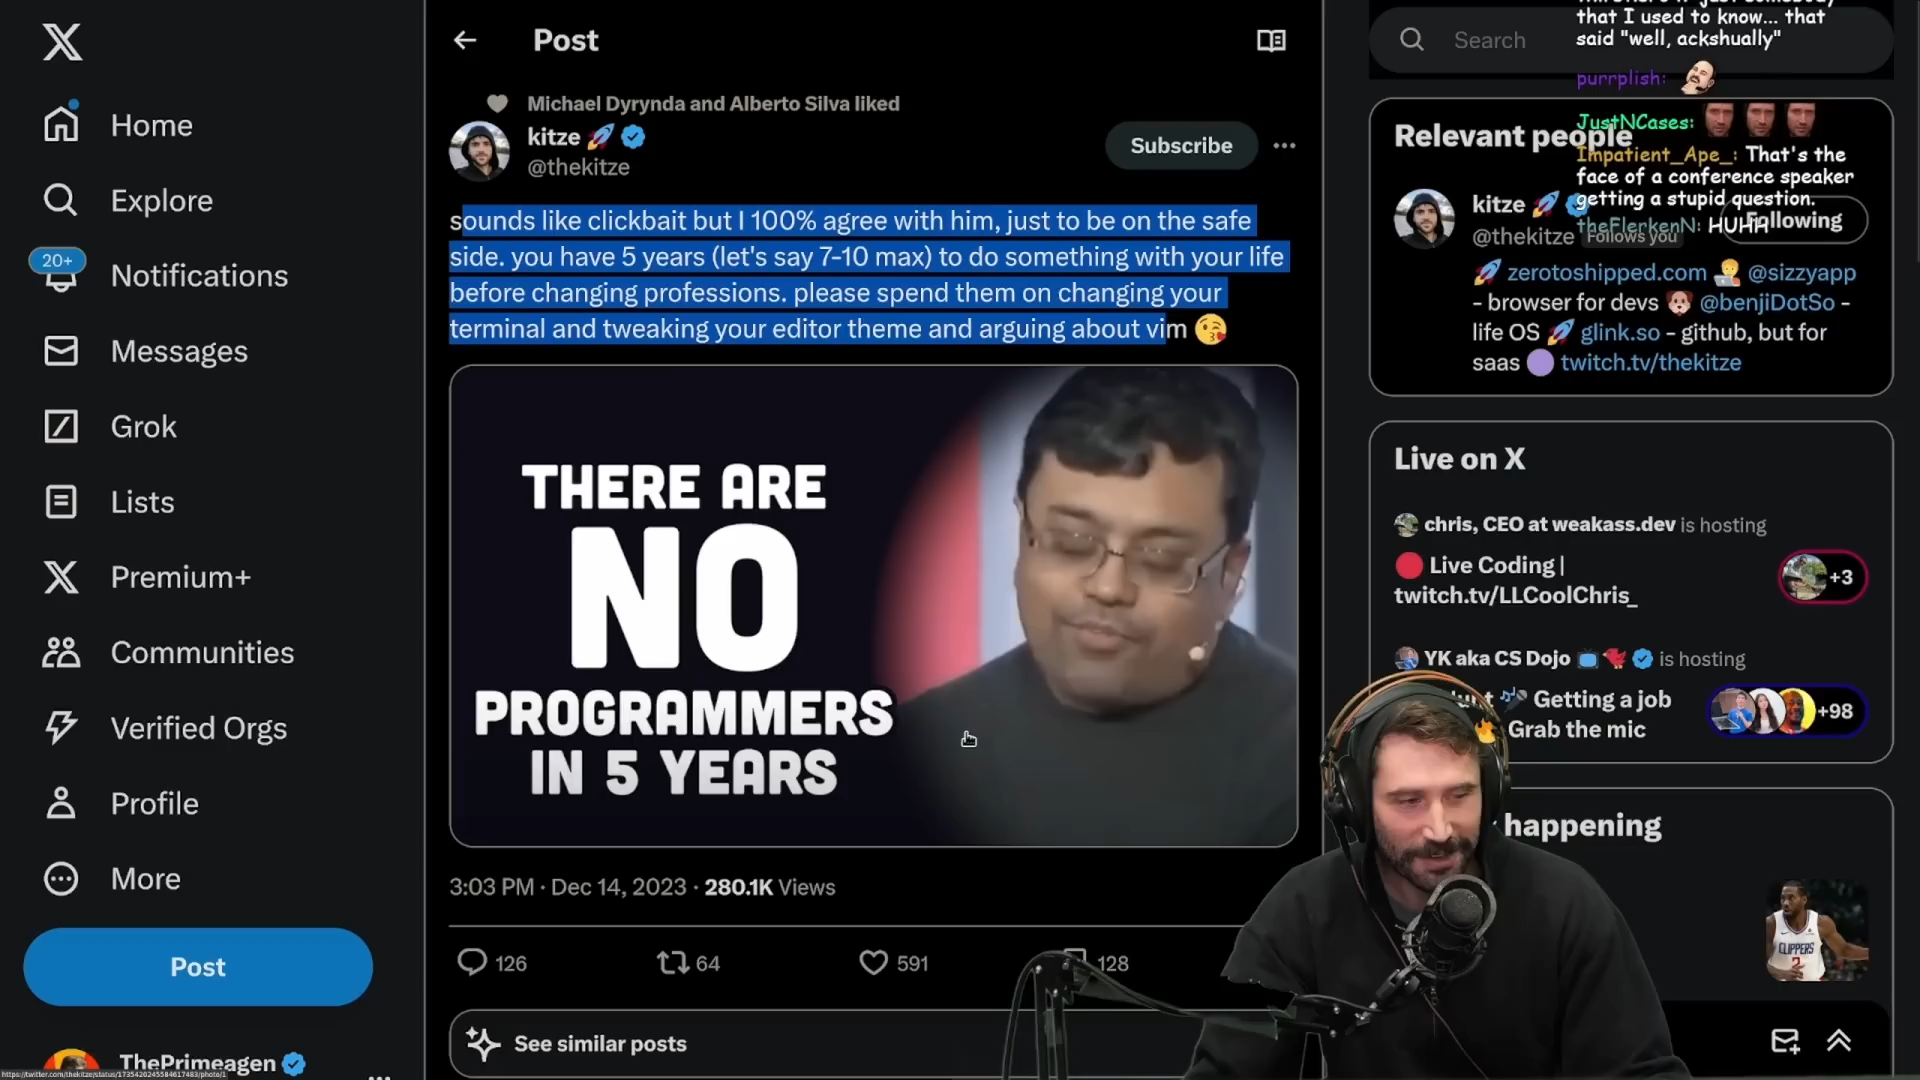 Home
Explore
20+
Notifications
Messages
Grok
Lists
Premium+
Communities
Verified Orgs
Profile
More
Post
ThePrimeagen
https://twitter.com/thekitze/status/1735426245584617483/photo/1
Post
Michael Dyrynda and Alberto Silva liked
kitze
@thekitze
Subscribe
sounds like clickbait but I 100% agree with him, just to be on the safe
side. you have 5 years (let's say 7-10 max) to do something with your life
before changing professions. please spend them on changing your
terminal and tweaking your editor theme and arguing about vim
THERE ARE
NO
PROGRAMMERS
IN 5 YEARS
3:03 PM · Dec 14, 2023 · 280.1K Views
126
64
591
128
See similar posts
Search
that I used to know... that
said "well, ackshually"
purrplish:
JustNCases:
Impatient_Ape_: That's the
face of a conference speaker
getting a stupid question.
theFlerkenN: HUHH
Relevant people
kitze
Following
@thekitze Follows you
zerotoshipped.com @sizzyapp
- browser for devs @benjiDotSo -
life OS glink.so - github, but for
saas twitch.tv/thekitze
Live on X
chris, CEO at weakass.dev is hosting
Live Coding |
twitch.tv/LLCoolChris_
+3
YK aka CS Dojo is hosting
Getting a job
Grab the mic
+98
happening
CLIPPERS
2